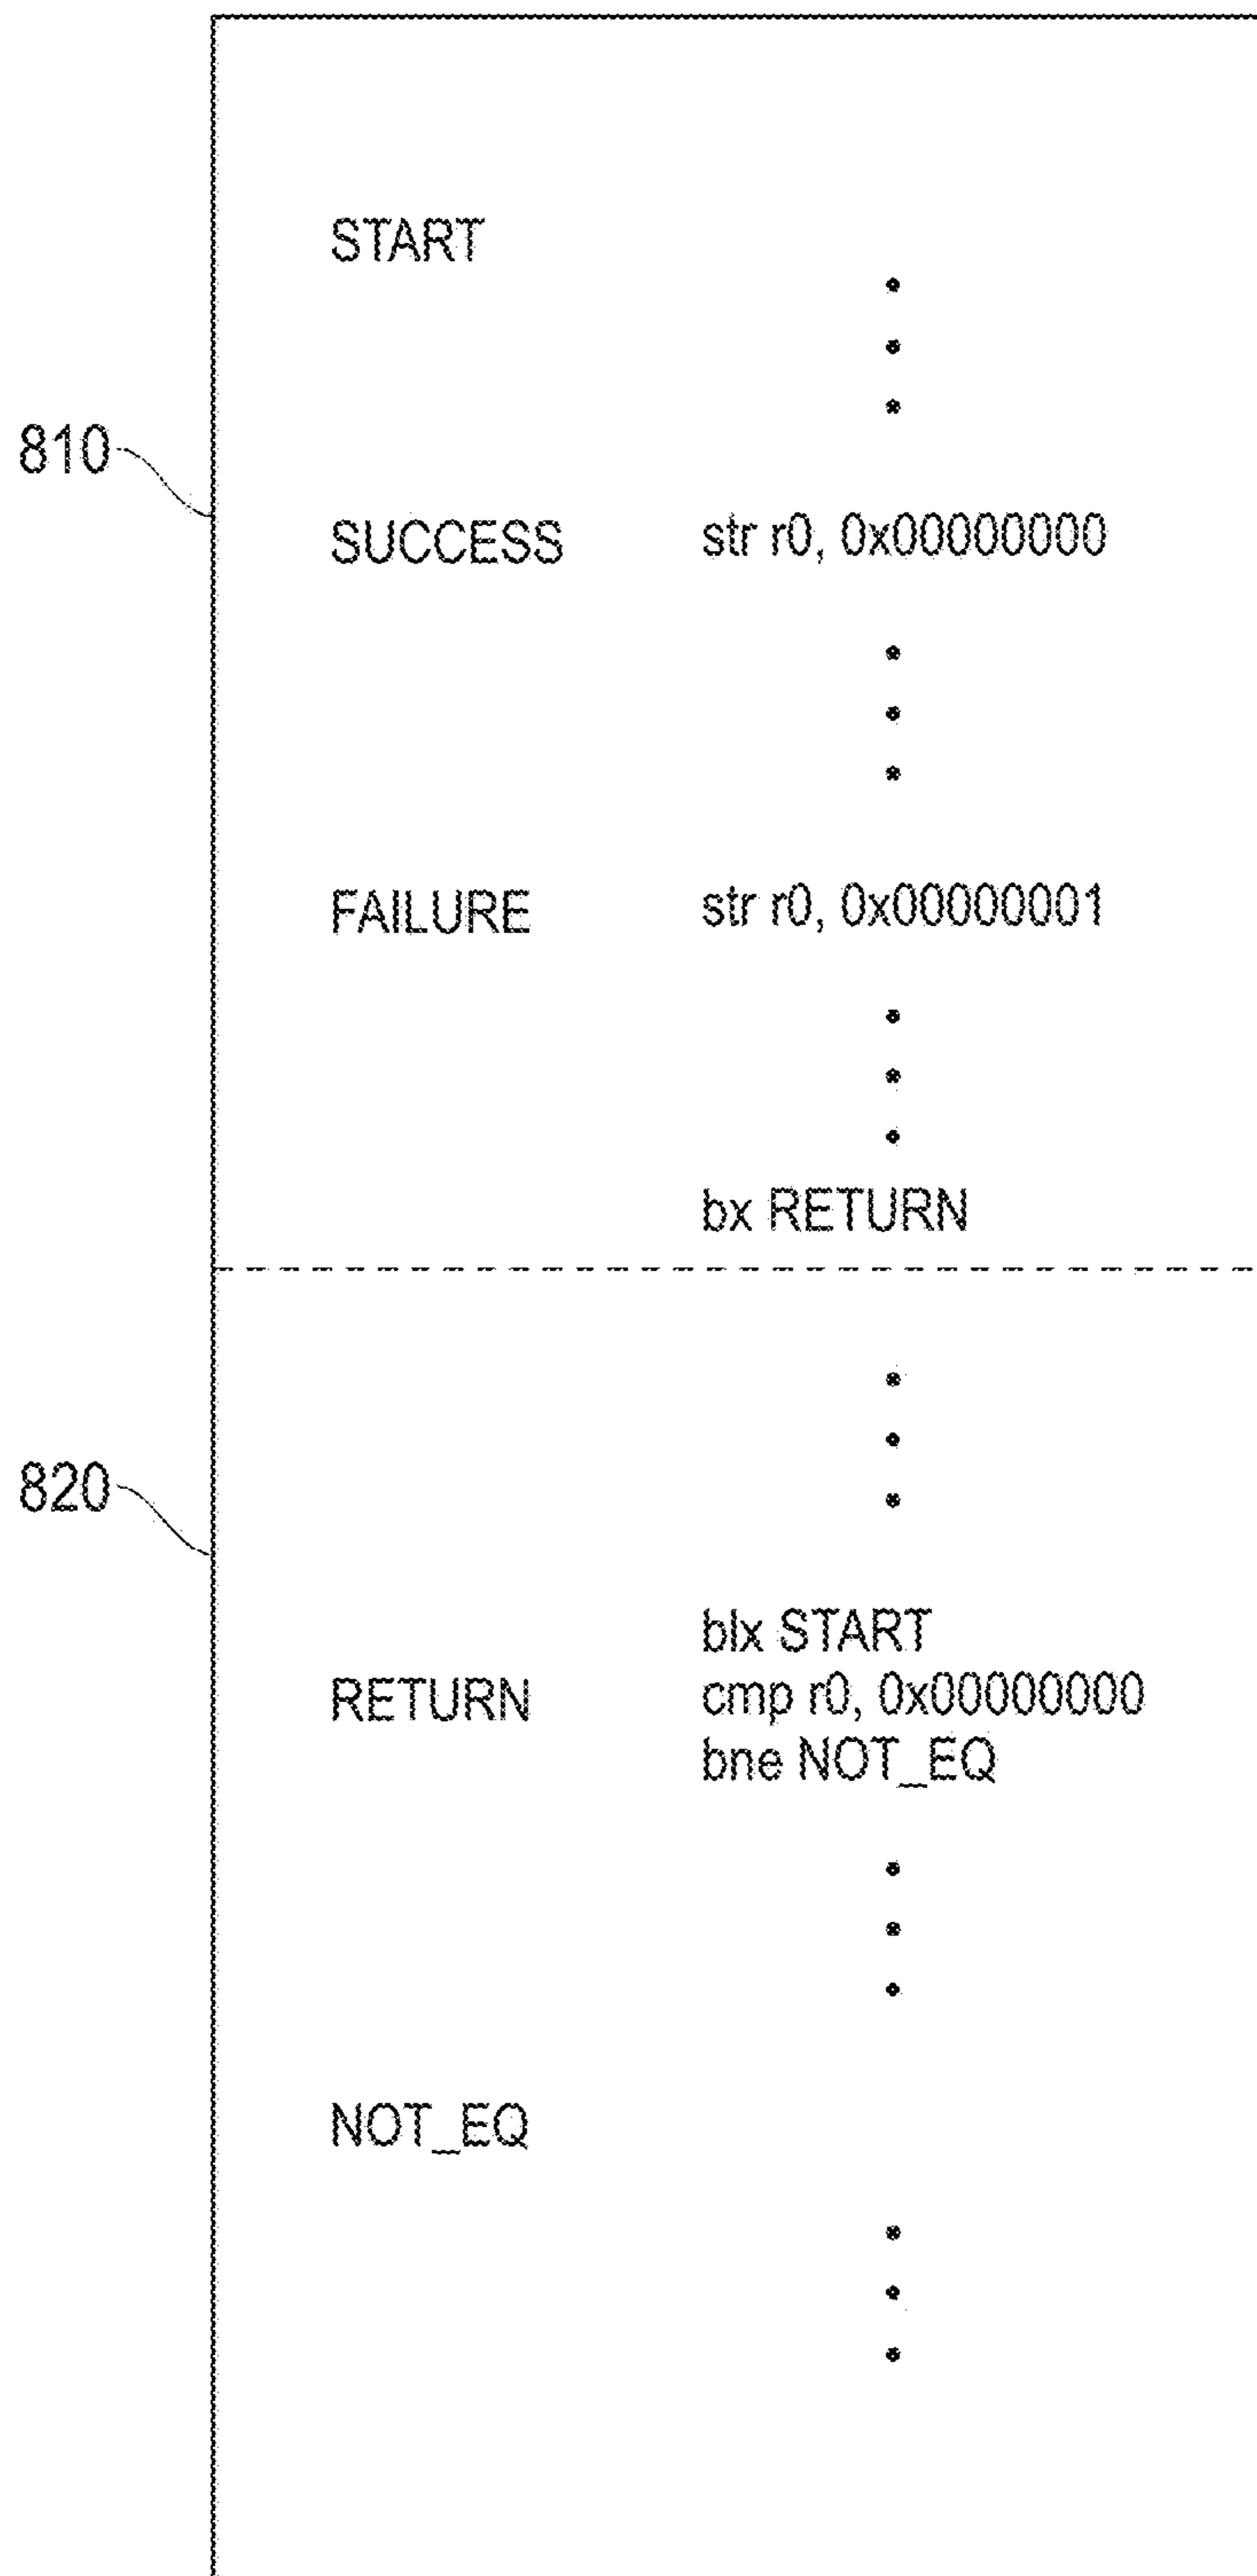 START
810
SUCCESS str r0, 0x00000000
FAILURE str r0, 0x00000001
bx RETURN
820
blx START
RETURN cmp r0, 0x00000000
bne NOT_EQ
NOT_EQ